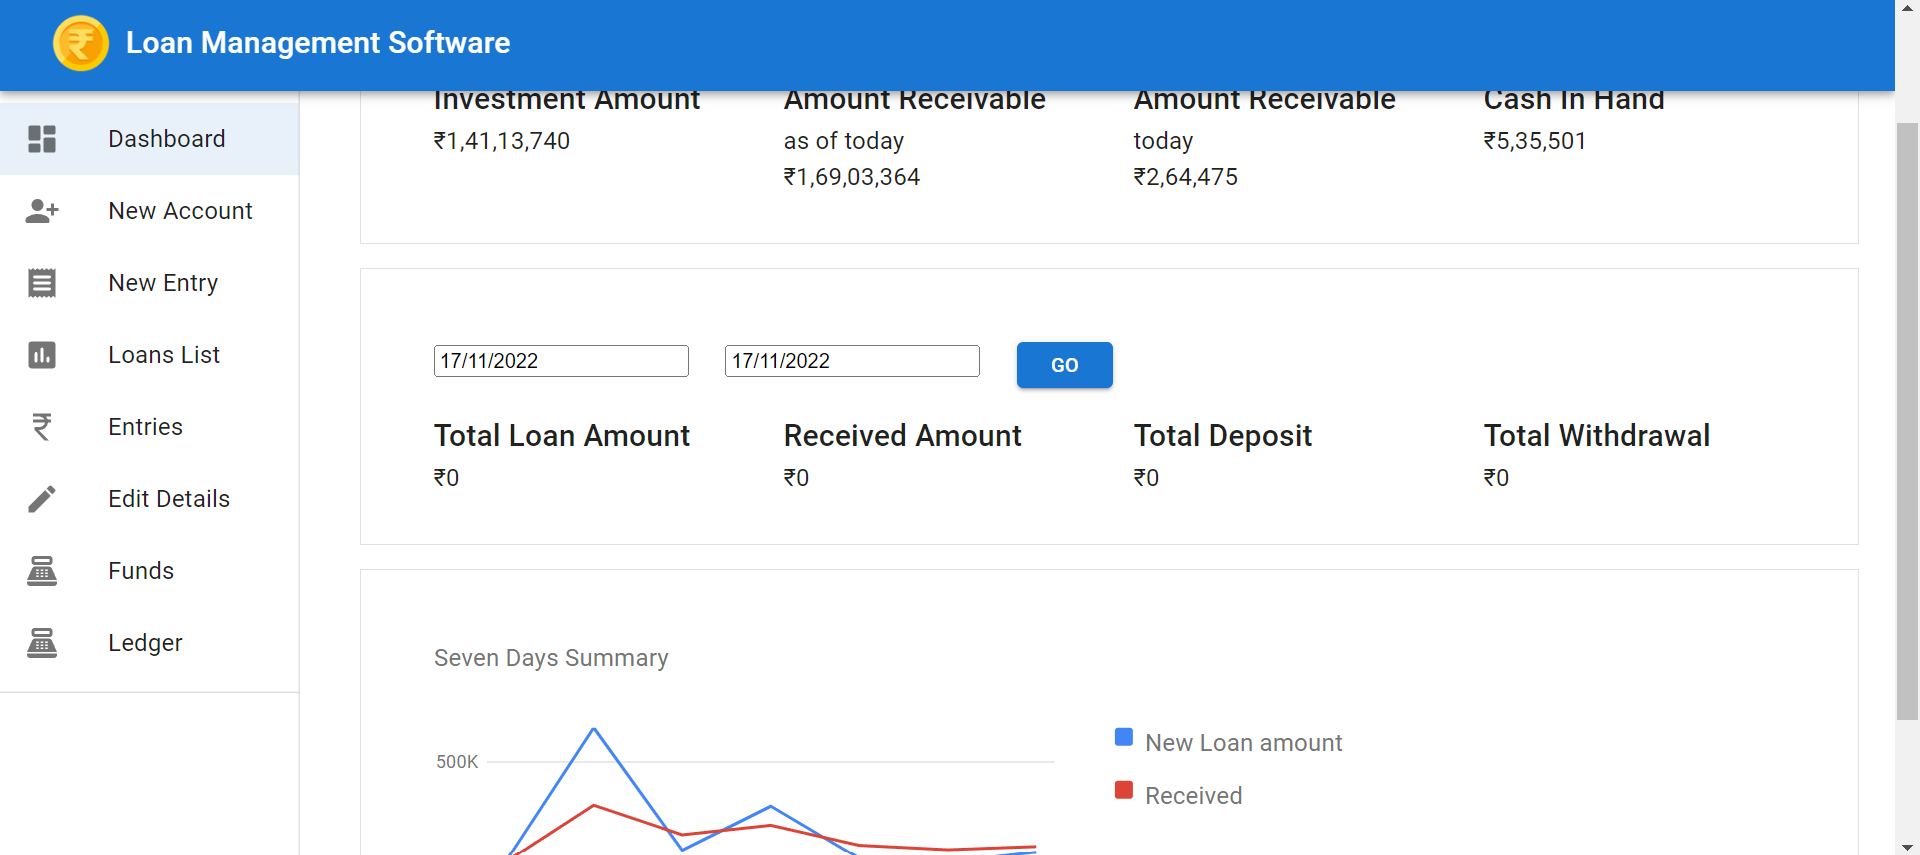 Loan Management Software
Dashboard
New Account
New Entry
Loans List
Entries
Edit Details
Funds
Ledger
Investment Amount
₹1,41,13,740
Amount Receivable
as of today
₹1,69,03,364
Amount Receivable
today
₹2,64,475
Cash In Hand
₹5,35,501
17/11/2022
17/11/2022
GO
Total Loan Amount
₹0
Received Amount
₹0
Total Deposit
₹0
Total Withdrawal
₹0
Seven Days Summary
500K
New Loan amount
Received